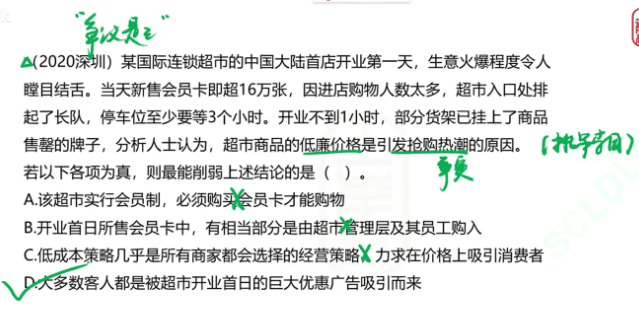 “争议是:”
(2020深圳)某国际连锁超市的中国大陆首店开业第一天，生意火爆程度令人
瞠目结舌。当天新售会员卡即超16万张，因进店购物人数太多，超市入口处排
起了长队，停车位至少要等3个小时。开业不到1小时，部分货架已挂上了商品
售罄的牌子，分析人士认为，超市商品的低廉价格是引发抢购热潮的原因。
若以下各项为真，则最能削弱上述结论的是（ ）。
A.该超市实行会员制，必须购买会员卡才能购物
B.开业首日所售会员卡中，有相当部分是由超市管理层及其员工购入
C.低成本策略几乎是所有商家都会选择的经营策略，力求在价格上吸引消费者
D.大多数客人都是被超市开业首日的巨大优惠广告吸引而来
SCLDL